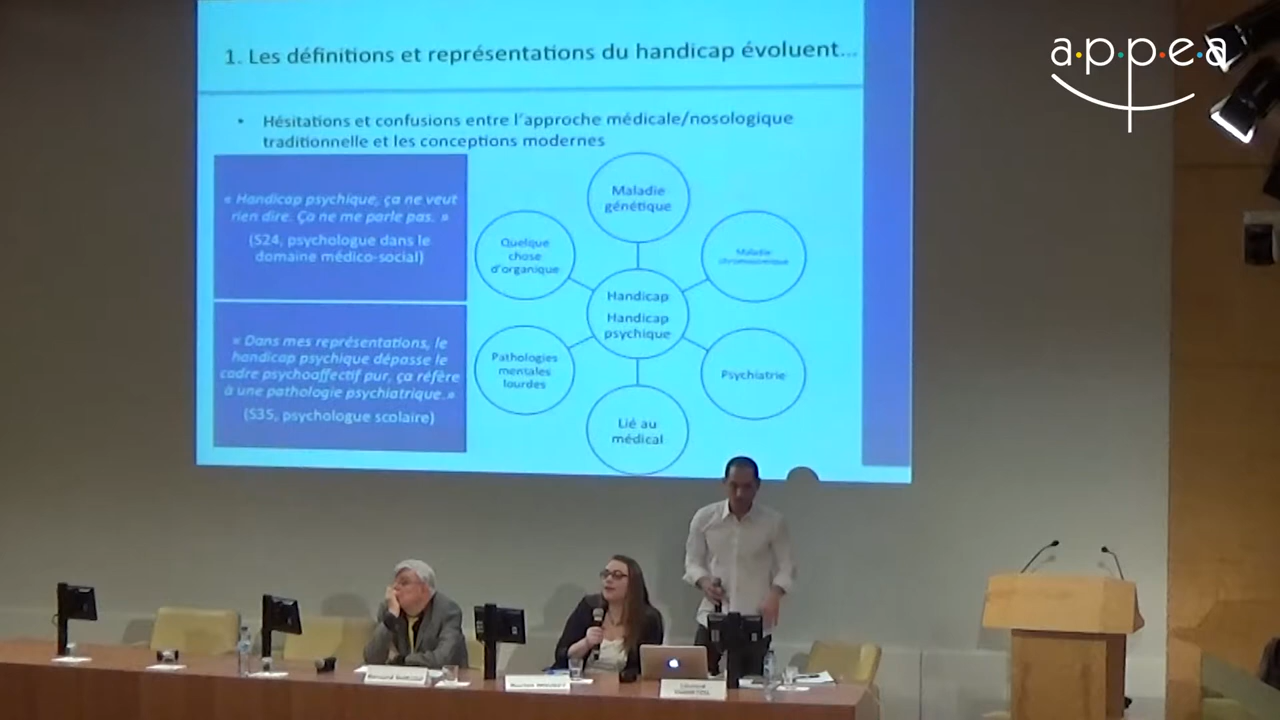 a.p.p.e.a
1. Les définitions et représentations du handicap évoluent...
• Hésitations et confusions entre l'approche médicale/nosologique
traditionnelle et les conceptions modernes
« Handicap psychique, ça ne veut
rien dire. Ça ne me parle pas. »
(S24, psychologue dans le
domaine médico-social)
« Dans mes représentations, le
handicap psychique dépasse le
cadre psychoaffectif pur, ça réfère
à une pathologie psychiatrique.»
(S35, psychologue scolaire)
Maladie
génétique
Quelque
chose
d'organique
Maladie
chromosomique
Handicap
Handicap
psychique
Pathologies
mentales
lourdes
Psychiatrie
Lié au
médical